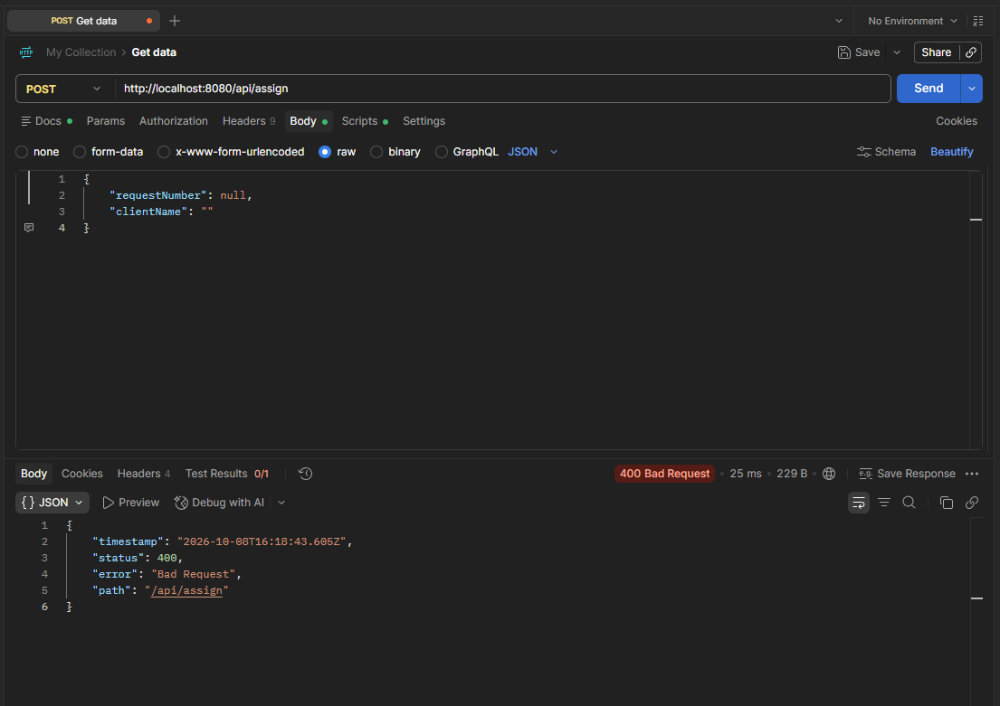 POST Get data
No Environment
My Collection > Get data
Save
Share
POST
http://localhost:8080/api/assign
Send
Docs
Params
Authorization
Headers 9
Body
Scripts
Settings
Cookies
none
form-data
x-www-form-urlencoded
raw
binary
GraphQL
JSON
Schema
Beautify
1 {
2 "requestNumber": null,
3 "clientName": ""
4 }
Body
Cookies
Headers 4
Test Results 0/1
400 Bad Request
25 ms
229 B
e.g. Save Response
{} JSON
Preview
Debug with AI
1 {
2 "timestamp": "2026-10-08T16:18:43.605Z",
3 "status": 400,
4 "error": "Bad Request",
5 "path": "/api/assign"
6 }